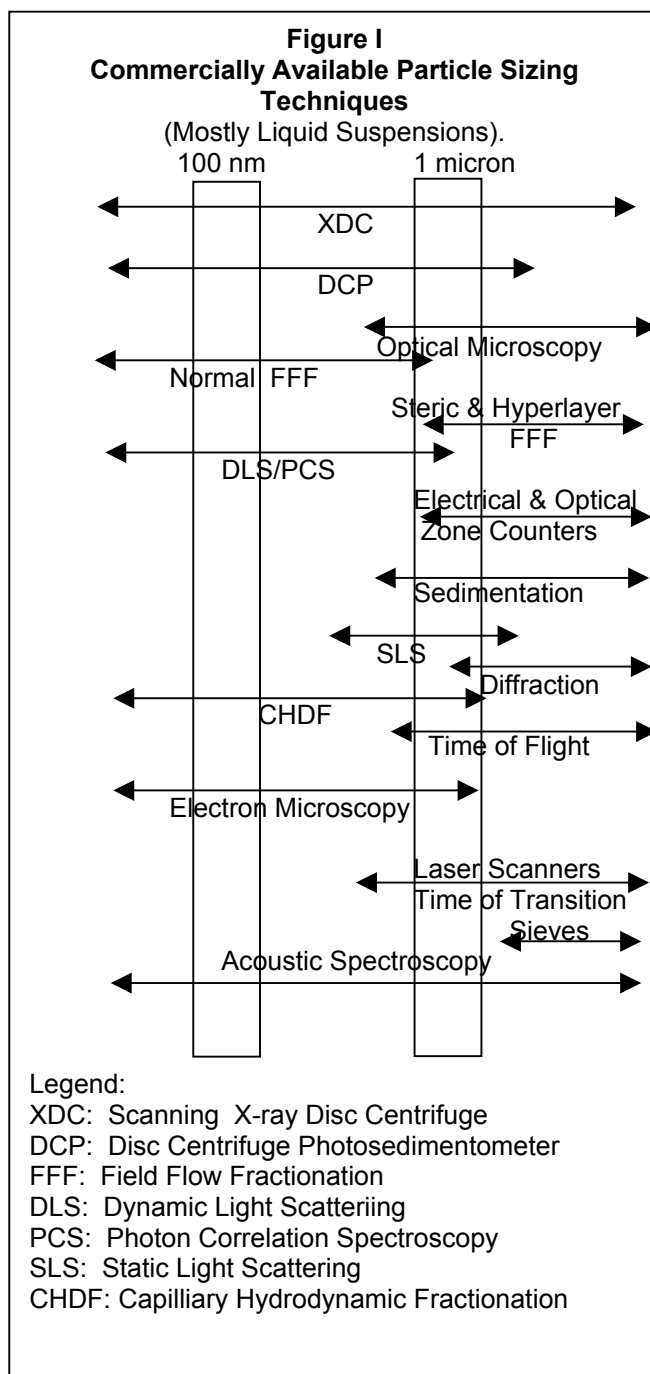 Figure I
Commercially Available Particle Sizing
Techniques
(Mostly Liquid Suspensions).
100 nm 1 micron
XDC
DCP
Optical Microscopy
Normal FFF
Steric & Hyperlayer
FFF
DLS/PCS
Electrical & Optical
Zone Counters
Sedimentation
SLS
Diffraction
CHDF
Time of Flight
Electron Microscopy
Laser Scanners
Time of Transition
Sieves
Acoustic Spectroscopy
Legend:
XDC: Scanning X-ray Disc Centrifuge
DCP: Disc Centrifuge Photosedimentometer
FFF: Field Flow Fractionation
DLS: Dynamic Light Scatteriing
PCS: Photon Correlation Spectroscopy
SLS: Static Light Scattering
CHDF: Capilliary Hydrodynamic Fractionation